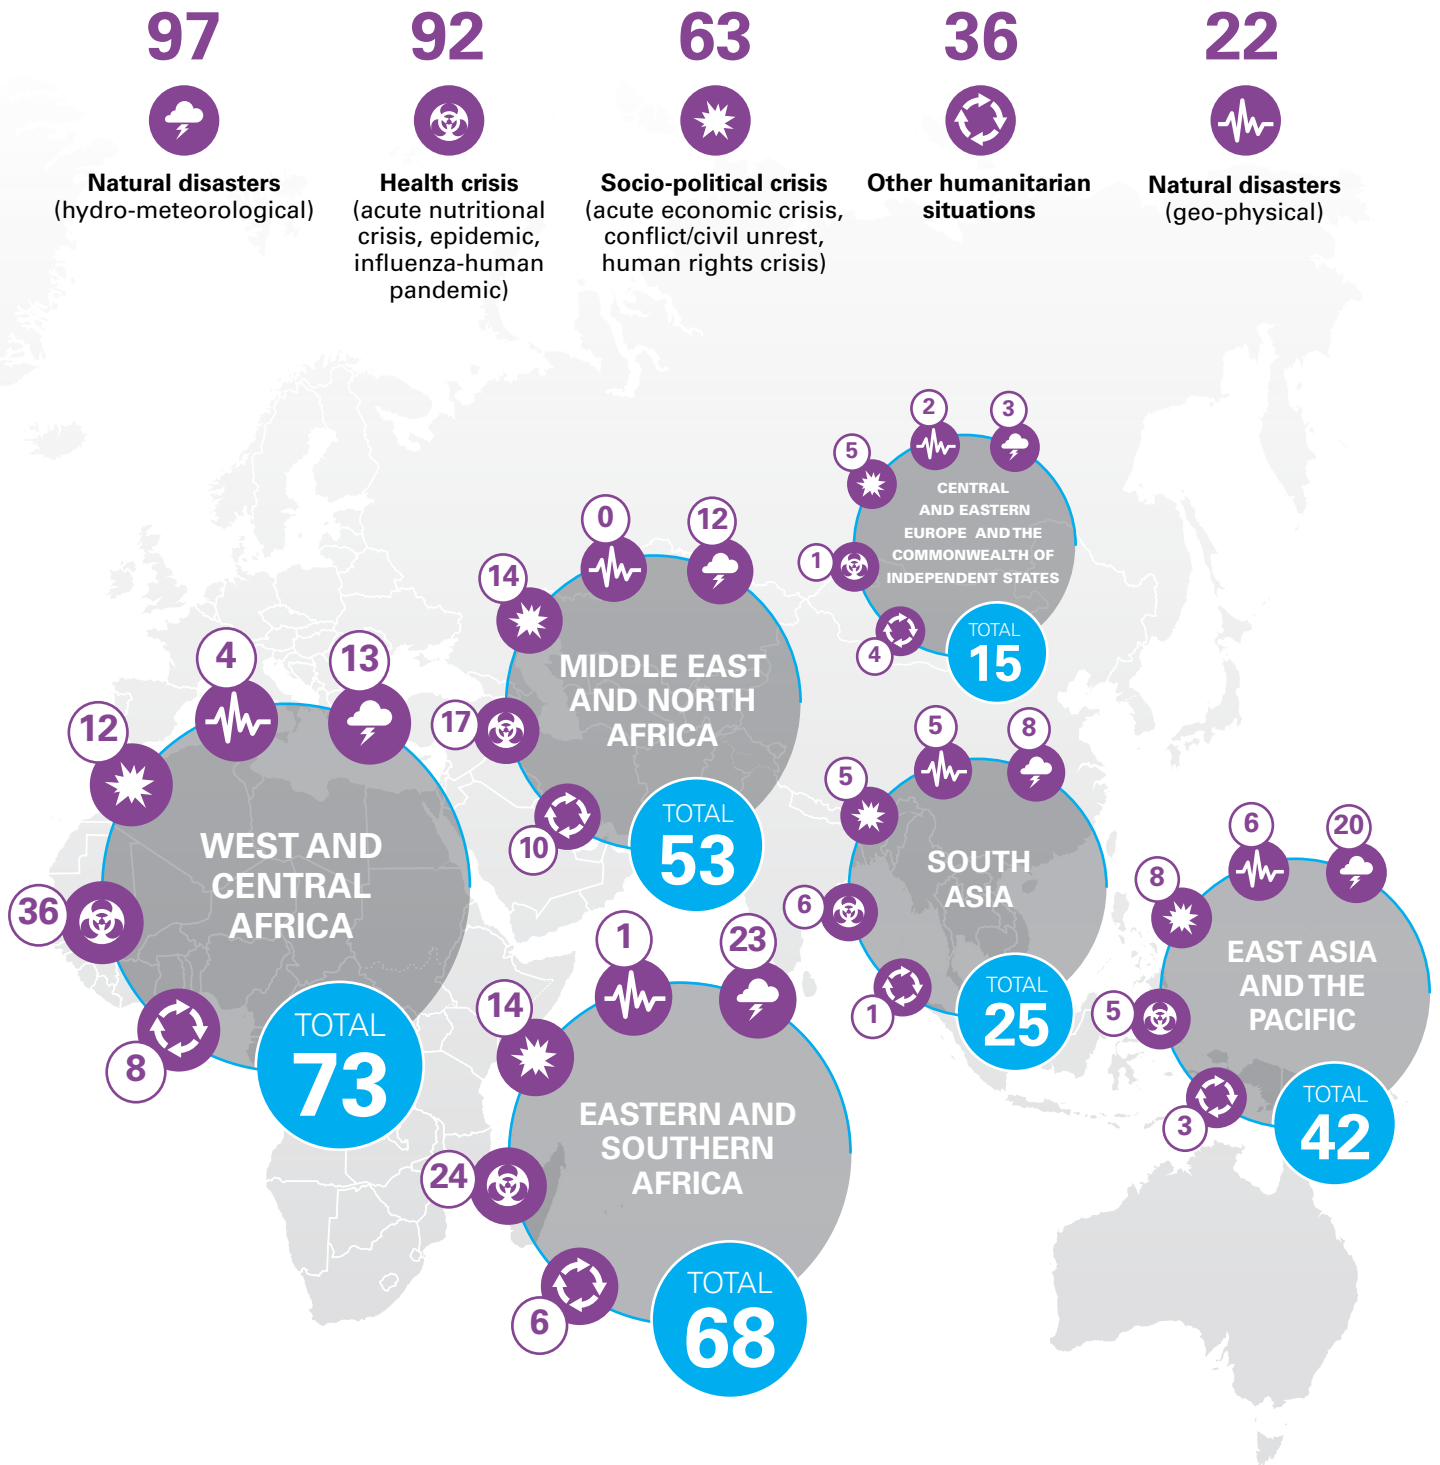 97
92
63
36
22
Natural disasters
(hydro-meteorological)
Health crisis
(acute nutritional
crisis, epidemic,
influenza-human
pandemic)
Socio-political crisis
(acute economic crisis,
conflict/civil unrest,
human rights crisis)
Other humanitarian
situations
Natural disasters
(geo-physical)
2
3
5
1
4
CENTRAL
AND EASTERN
EUROPE AND THE
COMMONWEALTH OF
INDEPENDENT STATES
TOTAL
15
0
12
14
17
10
MIDDLE EAST
AND NORTH
AFRICA
TOTAL
53
4
13
12
36
8
WEST AND
CENTRAL
AFRICA
TOTAL
73
5
8
5
6
1
SOUTH
ASIA
TOTAL
25
6
20
8
5
3
EAST ASIA
AND THE
PACIFIC
TOTAL
42
1
23
14
24
6
EASTERN AND
SOUTHERN
AFRICA
TOTAL
68